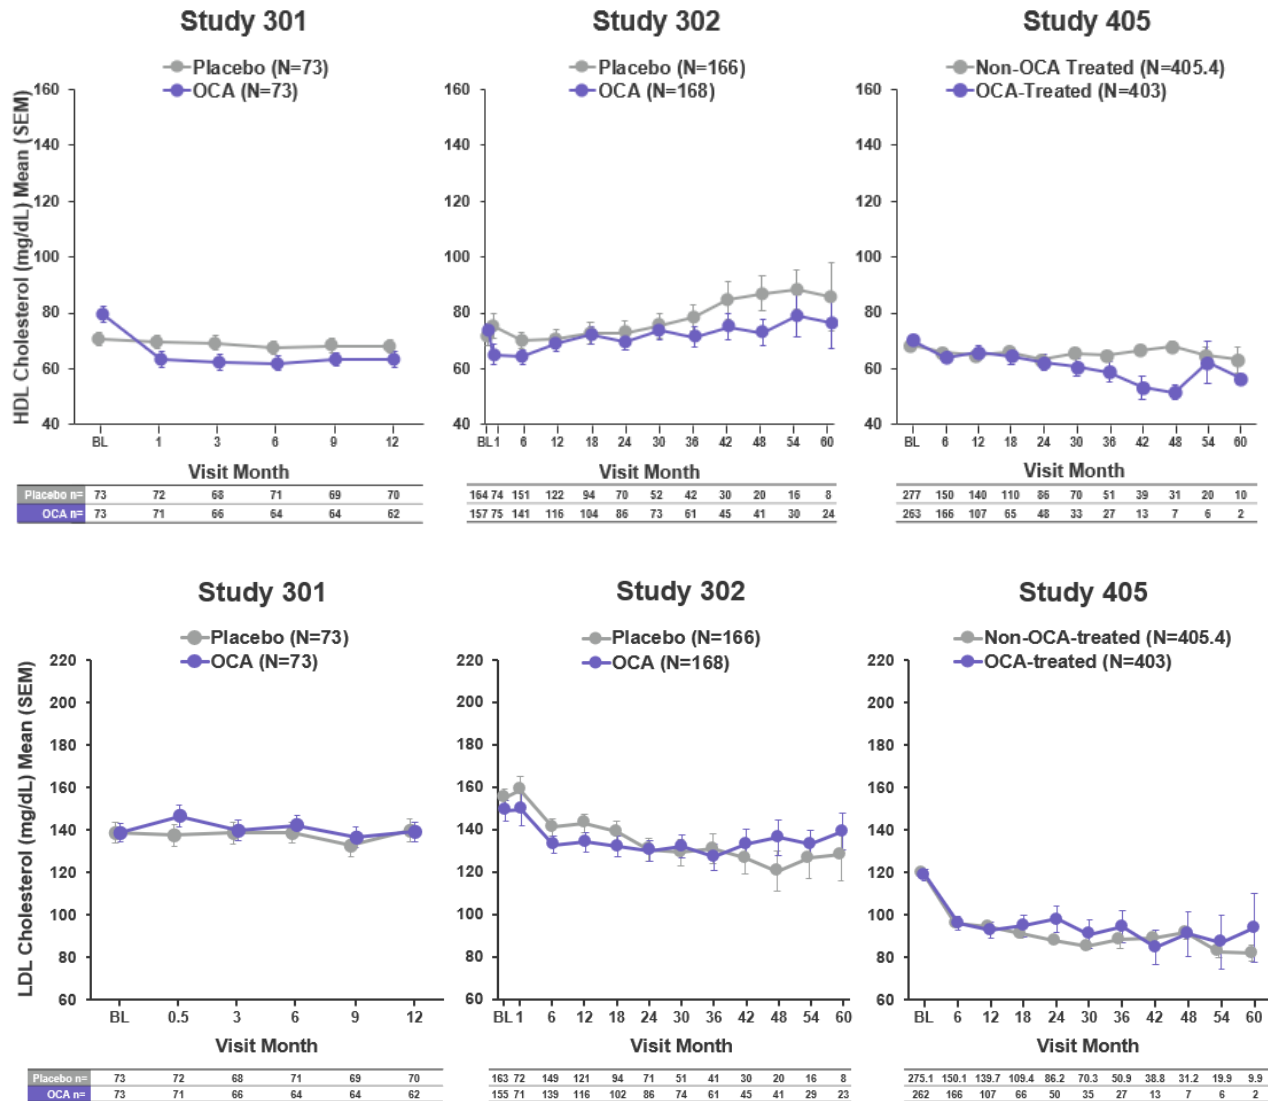 Study 301
Study 302
Study 405
Placebo (N=73)
OCA (N=73)
Placebo (N=166)
OCA (N=168)
Non-OCA Treated (N=405.4)
OCA-Treated (N=403)
HDL Cholesterol (mg/dL) Mean (SEM)
160
140
120
100
80
60
40
BL 1 3 6 9 12
160
140
120
100
80
60
40
BL 1 6 12 18 24 30 36 42 48 54 60
160
140
120
100
80
60
40
BL 6 12 18 24 30 36 42 48 54 60
Visit Month
Visit Month
Visit Month
Placebo n= 73 72 68 71 69 70
OCA n= 73 71 66 64 64 62
164 74 151 122 94 70 52 42 30 20 16 8
157 75 141 116 104 86 73 61 45 41 30 24
277 150 140 110 86 70 51 39 31 20 10
263 166 107 65 48 33 27 13 7 6 2
Study 301
Study 302
Study 405
Placebo (N=73)
OCA (N=73)
Placebo (N=166)
OCA (N=168)
Non-OCA-treated (N=405.4)
OCA-treated (N=403)
LDL Cholesterol (mg/dL) Mean (SEM)
220
200
180
160
140
120
100
80
60
BL 0.5 3 6 9 12
220
200
180
160
140
120
100
80
60
BL 1 6 12 18 24 30 36 42 48 54 60
220
200
180
160
140
120
100
80
60
BL 6 12 18 24 30 36 42 48 54 60
Visit Month
Visit Month
Visit Month
Placebo n= 73 72 68 71 69 70
OCA n= 73 71 66 64 64 62
163 72 149 121 94 71 51 41 30 20 16 8
155 71 139 116 102 86 74 61 45 41 29 23
275.1 150.1 139.7 109.4 86.2 70.3 50.9 38.8 31.2 19.9 9.9
262 166 107 66 50 35 27 13 7 6 2